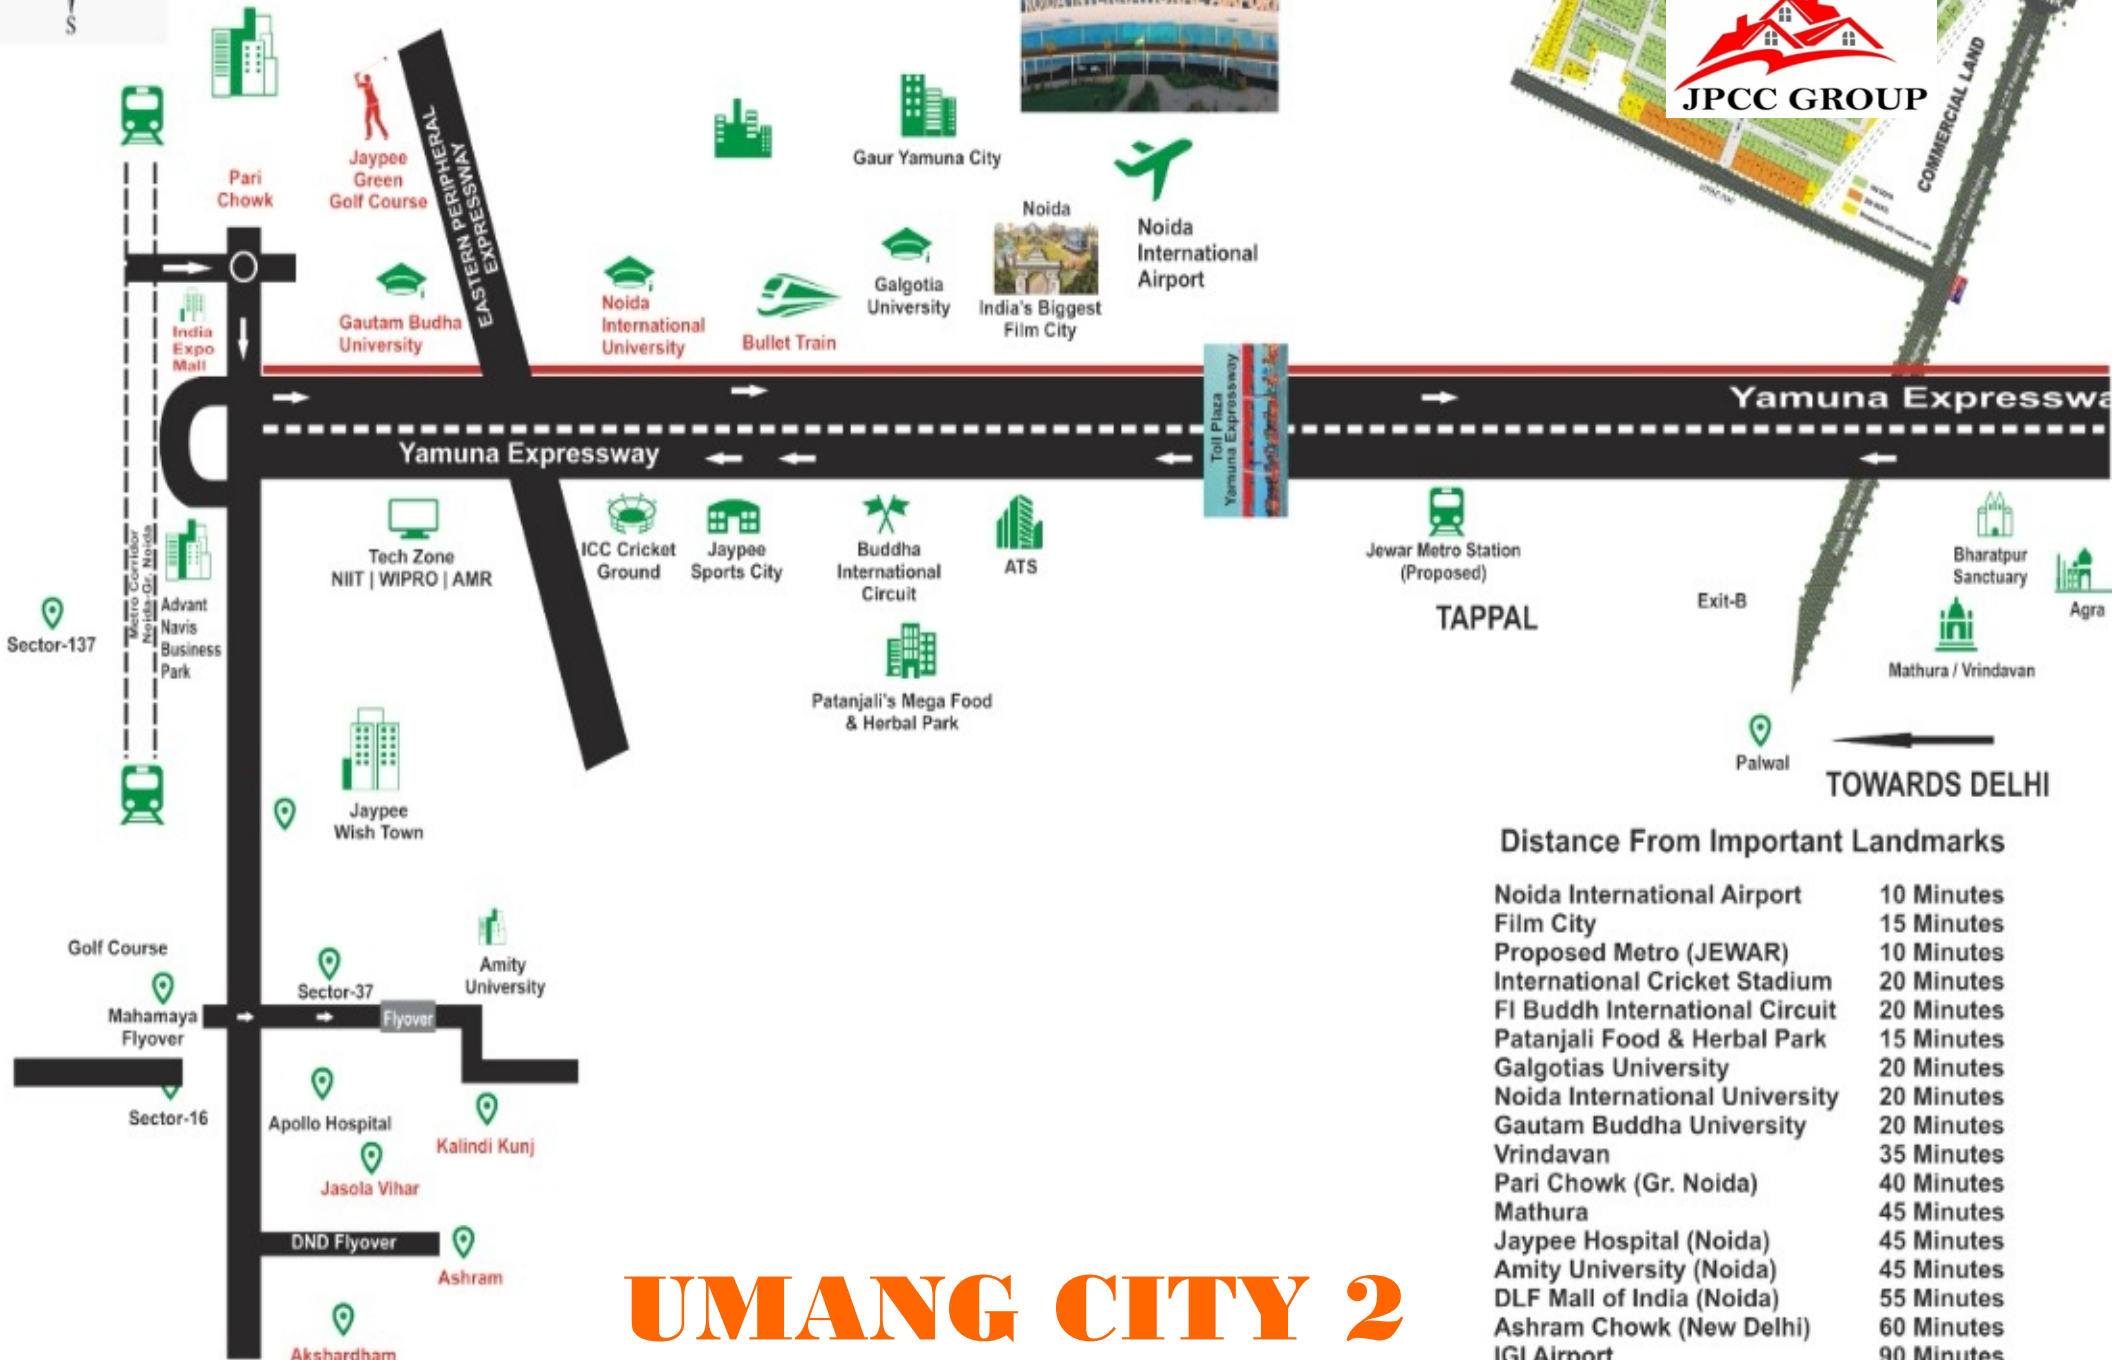 S
JPCC GROUP
COMMERCIAL LAND
Pari
Chowk
Jaypee
Green
Golf Course
EASTERN PERIPHERAL
EXPRESSWAY
Gaur Yamuna City
Noida
India's Biggest
Film City
Noida
International
Airport
Galgotia
University
India
Expo
Mall
Gautam Budha
University
Noida
International
University
Bullet Train
Toll Plaza
Yamuna Expressway
Yamuna Expresswa
Yamuna Expressway
Metro Corridor
Noida-Gr. Noida
Sector-137
Advant
Navis
Business
Park
Tech Zone
NIIT | WIPRO | AMR
ICC Cricket
Ground
Jaypee
Sports City
Buddha
International
Circuit
ATS
Patanjali's Mega Food
& Herbal Park
Jewar Metro Station
(Proposed)
TAPPAL
Exit-B
Bharatpur
Sanctuary
Agra
Mathura / Vrindavan
Palwal
TOWARDS DELHI
Jaypee
Wish Town
Golf Course
Mahamaya
Flyover
Sector-37
Flyover
Amity
University
Sector-16
Apollo Hospital
Kalindi Kunj
Jasola Vihar
DND Flyover
Ashram
Akshardham
Distance From Important Landmarks
Noida International Airport 10 Minutes
Film City 15 Minutes
Proposed Metro (JEWAR) 10 Minutes
International Cricket Stadium 20 Minutes
FI Buddh International Circuit 20 Minutes
Patanjali Food & Herbal Park 15 Minutes
Galgotias University 20 Minutes
Noida International University 20 Minutes
Gautam Buddha University 20 Minutes
Vrindavan 35 Minutes
Pari Chowk (Gr. Noida) 40 Minutes
Mathura 45 Minutes
Jaypee Hospital (Noida) 45 Minutes
Amity University (Noida) 45 Minutes
DLF Mall of India (Noida) 55 Minutes
Ashram Chowk (New Delhi) 60 Minutes
IGI Airport 90 Minutes
UMANG CITY 2